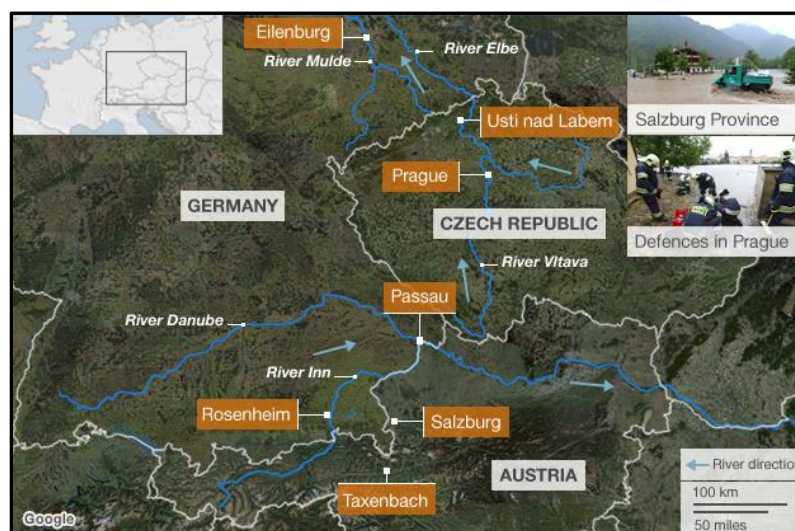 Eilenburg
River Elbe
River Mulde
Usti nad Labem
Salzburg Province
Prague
GERMANY
CZECH REPUBLIC
Defences in Prague
River Vltava
Passau
River Danube
River Inn
Rosenheim
Salzburg
AUSTRIA
Taxenbach
River direction
100 km
50 miles
Google